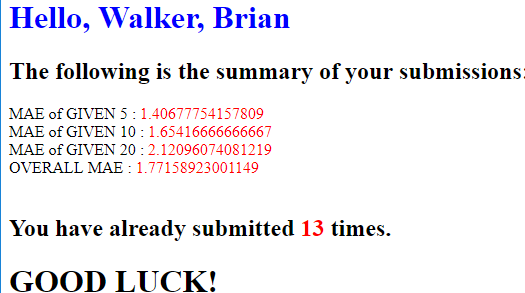 Hello, Walker, Brian
The following is the summary of your submissions:
MAE of GIVEN 5 : 1.40677754157809
MAE of GIVEN 10 : 1.65416666666667
MAE of GIVEN 20 : 2.12096074081219
OVERALL MAE : 1.77158923001149
You have already submitted 13 times.
GOOD LUCK!